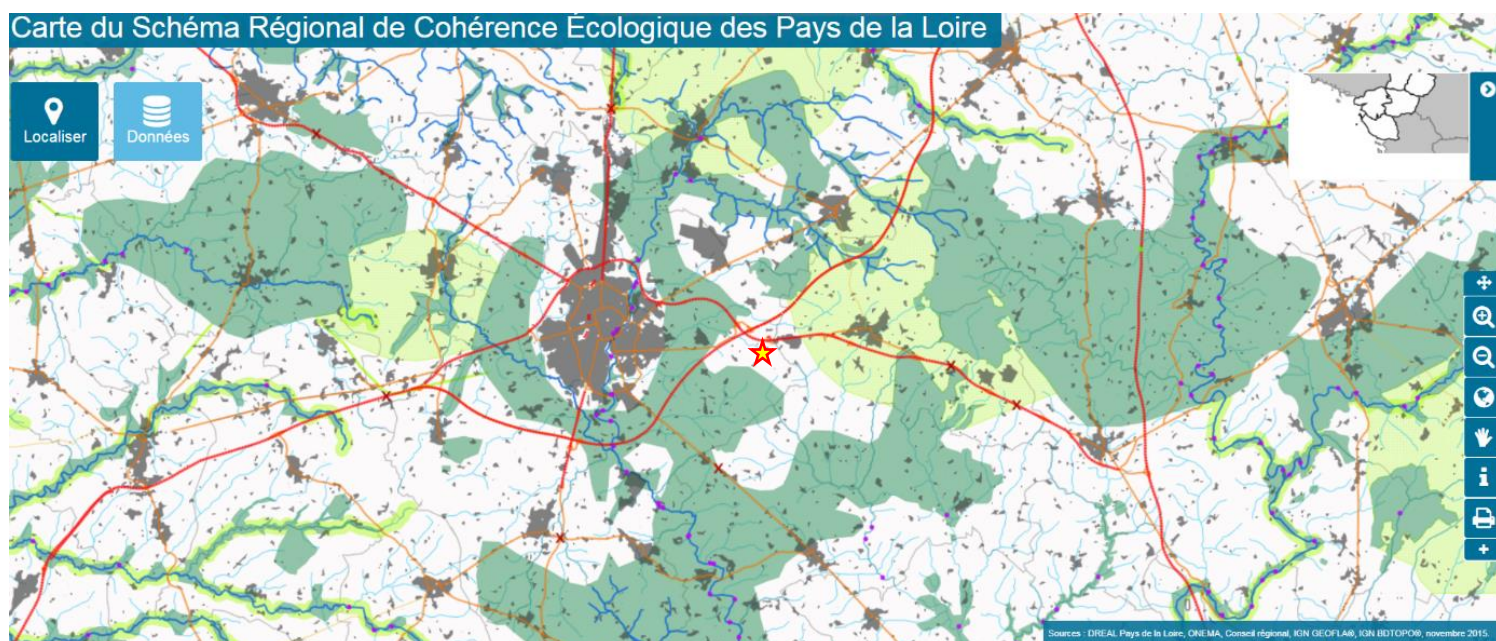 Carte du Schéma Régional de Cohérence Écologique des Pays de la Loire
Localiser
Données
Sources : DREAL Pays de la Loire, ONEMA, Conseil régional, IGN GEOFLA®, IGN BDTOPO®, novembre 2015.